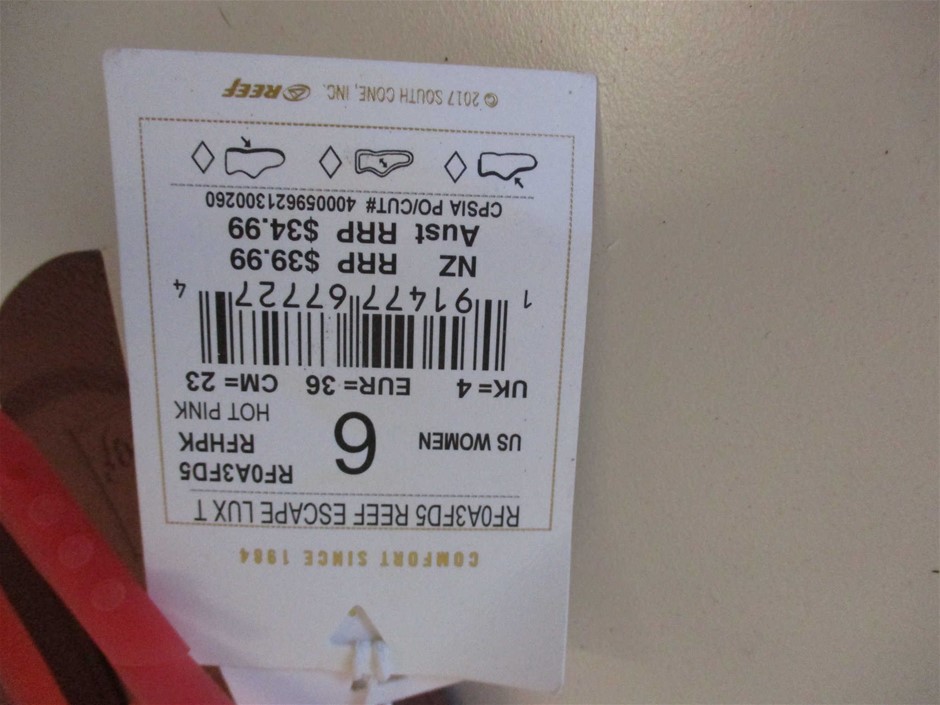 COMFORT SINCE 1984
RF0A3FD5 REEF ESCAPE LUX T
US WOMEN 6 RF0A3FD5
RFHPK
HOT PINK
UK=4 EUR=36 CM=23
1 91477 67727 4
NZ RRP $39.99
Aust RRP $34.99
CPSIA PO/CUT# 400059621300260
© 2017 SOUTH CONE, INC. REEF